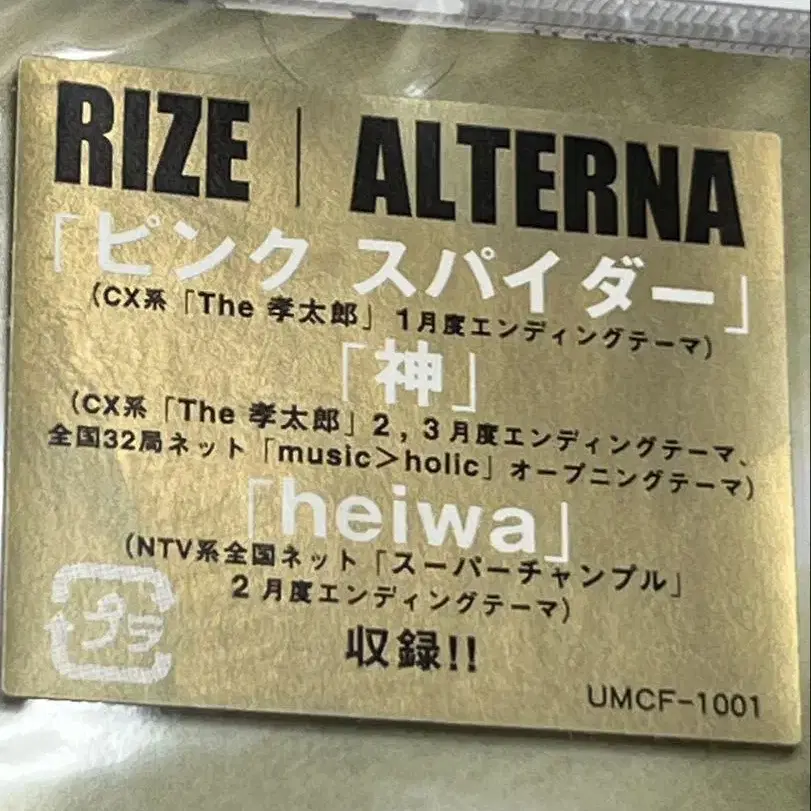 RIZE | ALTERNA
「ピンク スパイダー」
(CX系「The 孝太郎」1月度エンディングテーマ)
「神」
(CX系「The 孝太郎」2,3月度エンディングテーマ、
全国32局ネット「music>holic」オープニングテーマ)
「heiwa」
(NTV系全国ネット「スーパーチャンプル」
2月度エンディングテーマ)
収録!!
プラ
UMCF-1001